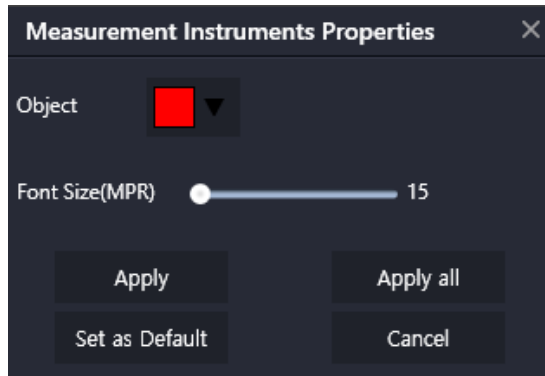 Measurement Instruments Properties
Object
Font Size(MPR) 15
Apply Apply all
Set as Default Cancel